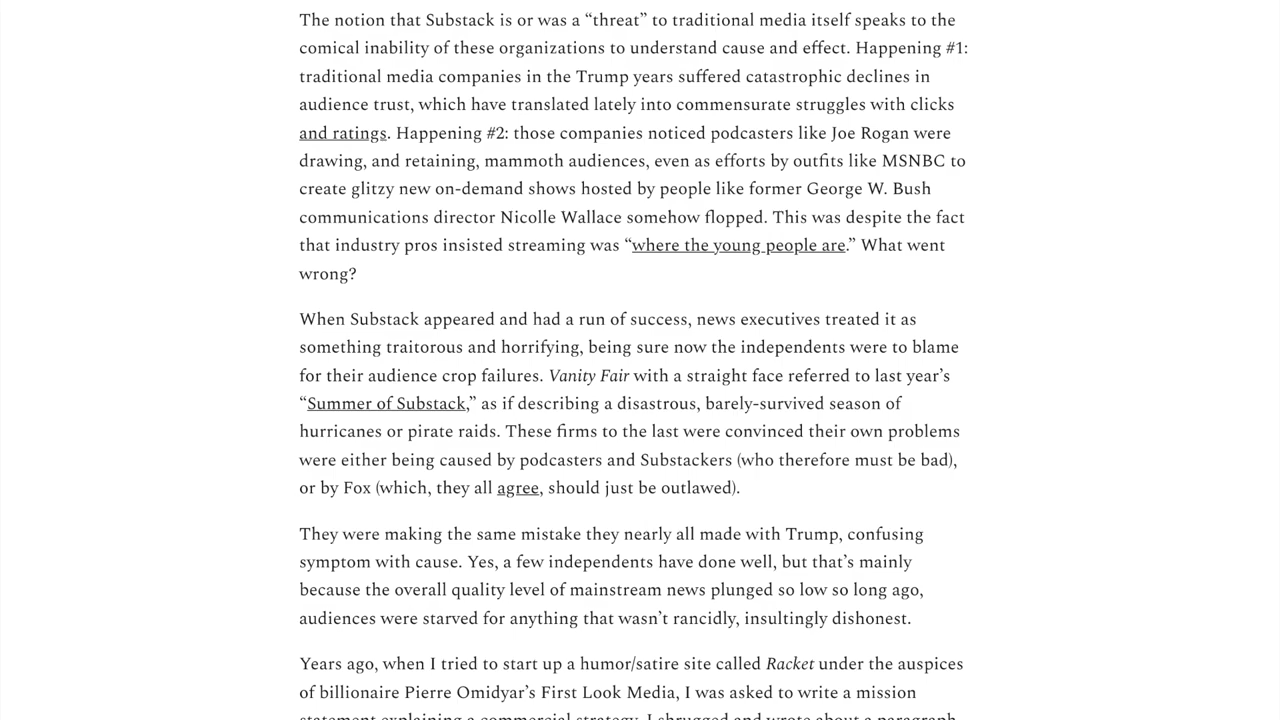 The notion that Substack is or was a “threat” to traditional media itself speaks to the
comical inability of these organizations to understand cause and effect. Happening #1:
traditional media companies in the Trump years suffered catastrophic declines in
audience trust, which have translated lately into commensurate struggles with clicks
and ratings. Happening #2: those companies noticed podcasters like Joe Rogan were
drawing, and retaining, mammoth audiences, even as efforts by outfits like MSNBC to
create glitzy new on-demand shows hosted by people like former George W. Bush
communications director Nicolle Wallace somehow flopped. This was despite the fact
that industry pros insisted streaming was “where the young people are.” What went
wrong?
When Substack appeared and had a run of success, news executives treated it as
something traitorous and horrifying, being sure now the independents were to blame
for their audience crop failures. Vanity Fair with a straight face referred to last year’s
“Summer of Substack,” as if describing a disastrous, barely-survived season of
hurricanes or pirate raids. These firms to the last were convinced their own problems
were either being caused by podcasters and Substackers (who therefore must be bad),
or by Fox (which, they all agree, should just be outlawed).
They were making the same mistake they nearly all made with Trump, confusing
symptom with cause. Yes, a few independents have done well, but that’s mainly
because the overall quality level of mainstream news plunged so low so long ago,
audiences were starved for anything that wasn’t rancidly, insultingly dishonest.
Years ago, when I tried to start up a humor/satire site called Racket under the auspices
of billionaire Pierre Omidyar’s First Look Media, I was asked to write a mission
statement explaining a commercial strategy. I shrugged and wrote about a paragraph